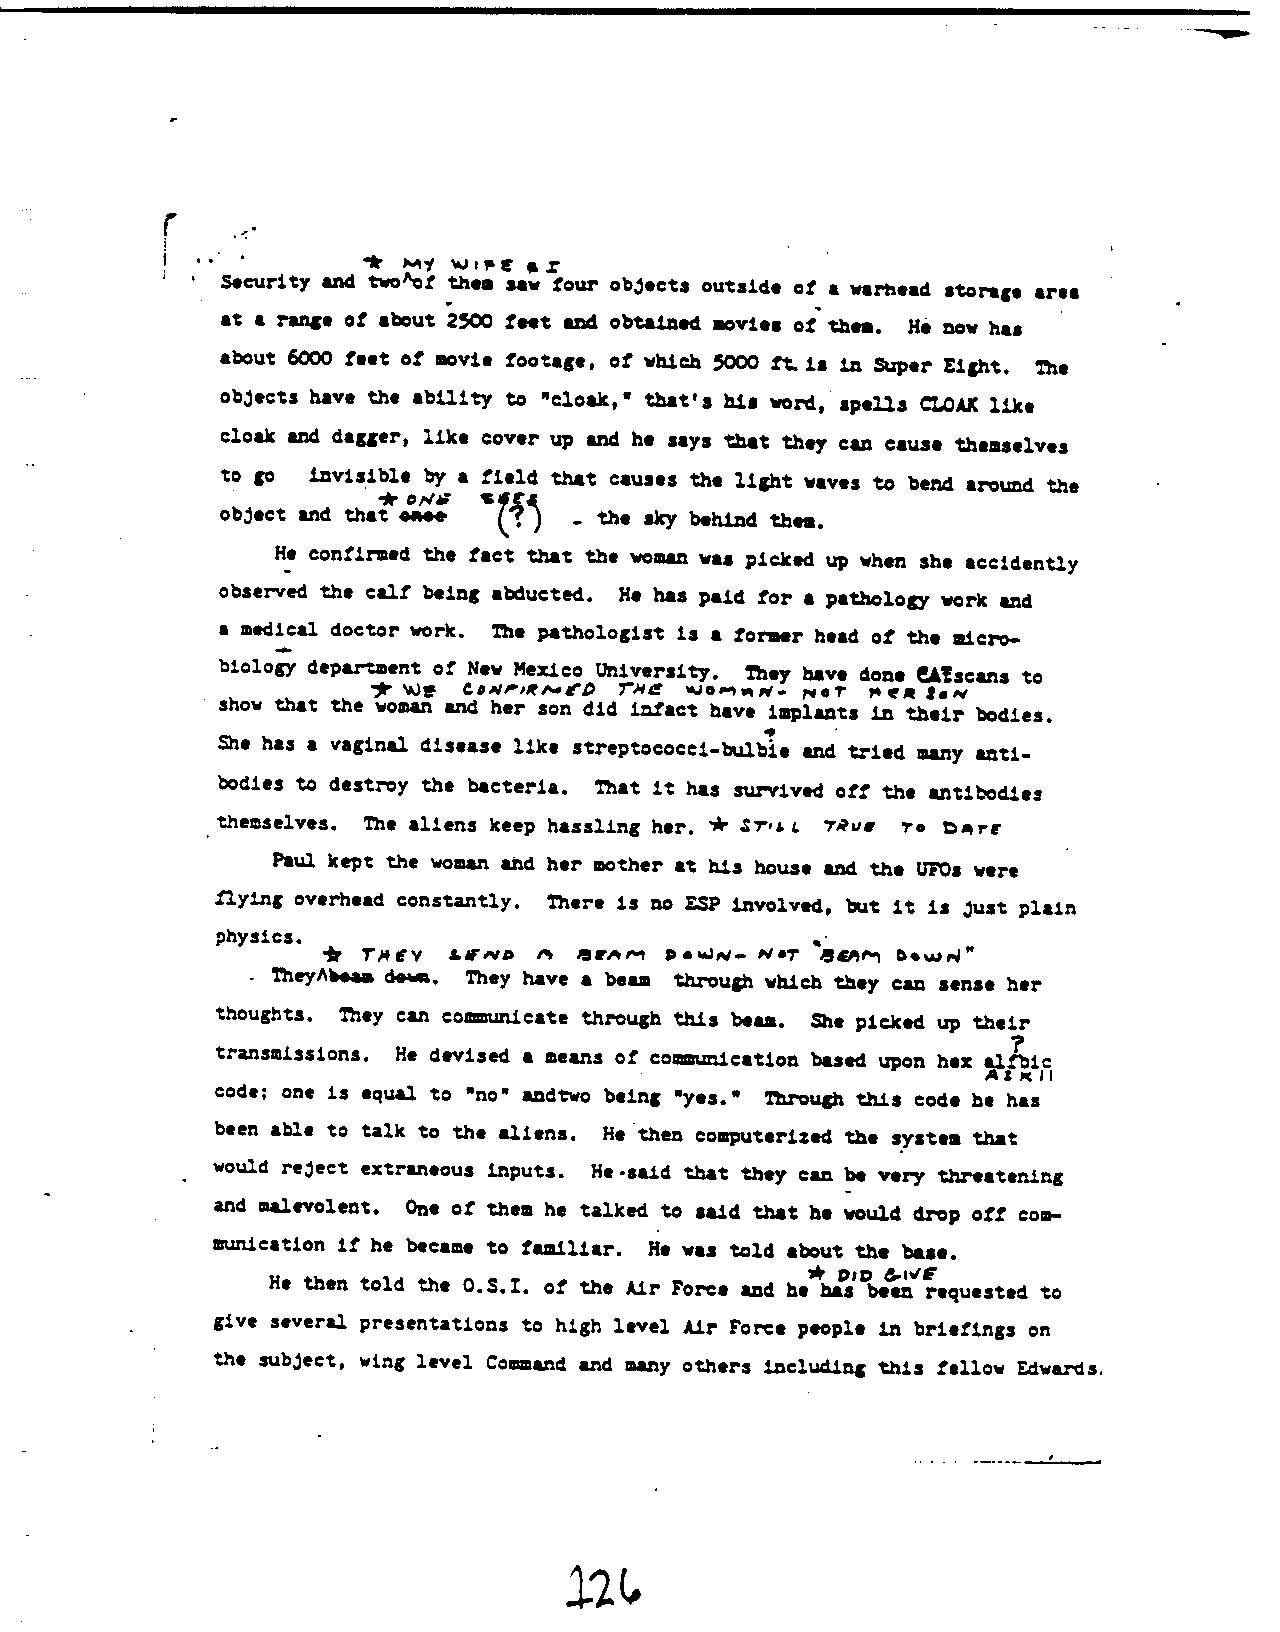 * MY WIFE & I
Security and two^of them saw four objects outside of a warhead storage area
at a range of about 2500 feet and obtained movies of them. He now has
about 6000 feet of movie footage, of which 5000 ft. is in Super Eight. The
objects have the ability to "cloak," that's his word, spells CLOAK like
cloak and dagger, like cover up and he says that they can cause themselves
to go invisible by a field that causes the light waves to bend around the
* ONE SEES
object and that once (?) - the sky behind them.
He confirmed the fact that the woman was picked up when she accidently
observed the calf being abducted. He has paid for a pathology work and
a medical doctor work. The pathologist is a former head of the micro-
biology department of New Mexico University. They have done CATscans to
* WE CONFIRMED THE WOMAN - NOT HER SON
show that the woman and her son did infact have implants in their bodies.
?
She has a vaginal disease like streptococci-bulbie and tried many anti-
bodies to destroy the bacteria. That it has survived off the antibodies
themselves. The aliens keep hassling her. * STILL TRUE TO DATE
Paul kept the woman and her mother at his house and the UFOs were
flying overhead constantly. There is no ESP involved, but it is just plain
physics.
* THEY SEND A BEAM DOWN - NOT "BEAM DOWN"
They^beam down. They have a beam through which they can sense her
thoughts. They can communicate through this beam. She picked up their
?
transmissions. He devised a means of communication based upon hex alfbic
code; one is equal to "no" andtwo being "yes." Through this code he has
been able to talk to the aliens. He then computerized the system that
would reject extraneous inputs. He said that they can be very threatening
and malevolent. One of them he talked to said that he would drop off com-
munication if he became to familiar. He was told about the base.
* DID GIVE
He then told the O.S.I. of the Air Force and he has been requested to
give several presentations to high level Air Force people in briefings on
the subject, wing level Command and many others including this fellow Edwards.
126